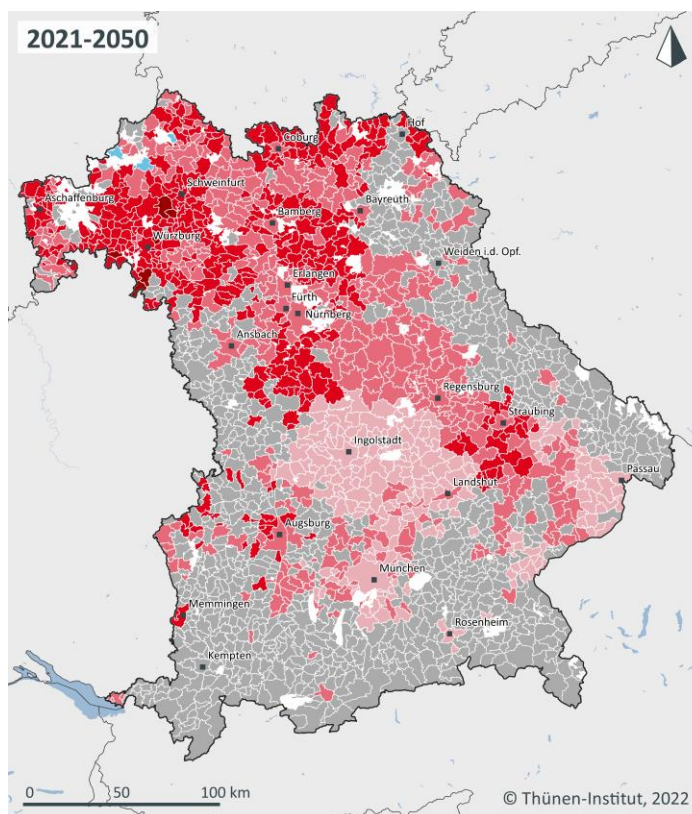 2021-2050
Hof
Coburg
Schweinfurt
Aschaffenburg
Bayreuth
Bamberg
Würzburg
Weiden i.d. Opf.
Erlangen
Fürth
Nürnberg
Ansbach
Regensburg
Straubing
Ingolstadt
Passau
Landshut
Augsburg
München
Memmingen
Rosenheim
Kempten
0 50 100 km
© Thünen-Institut, 2022